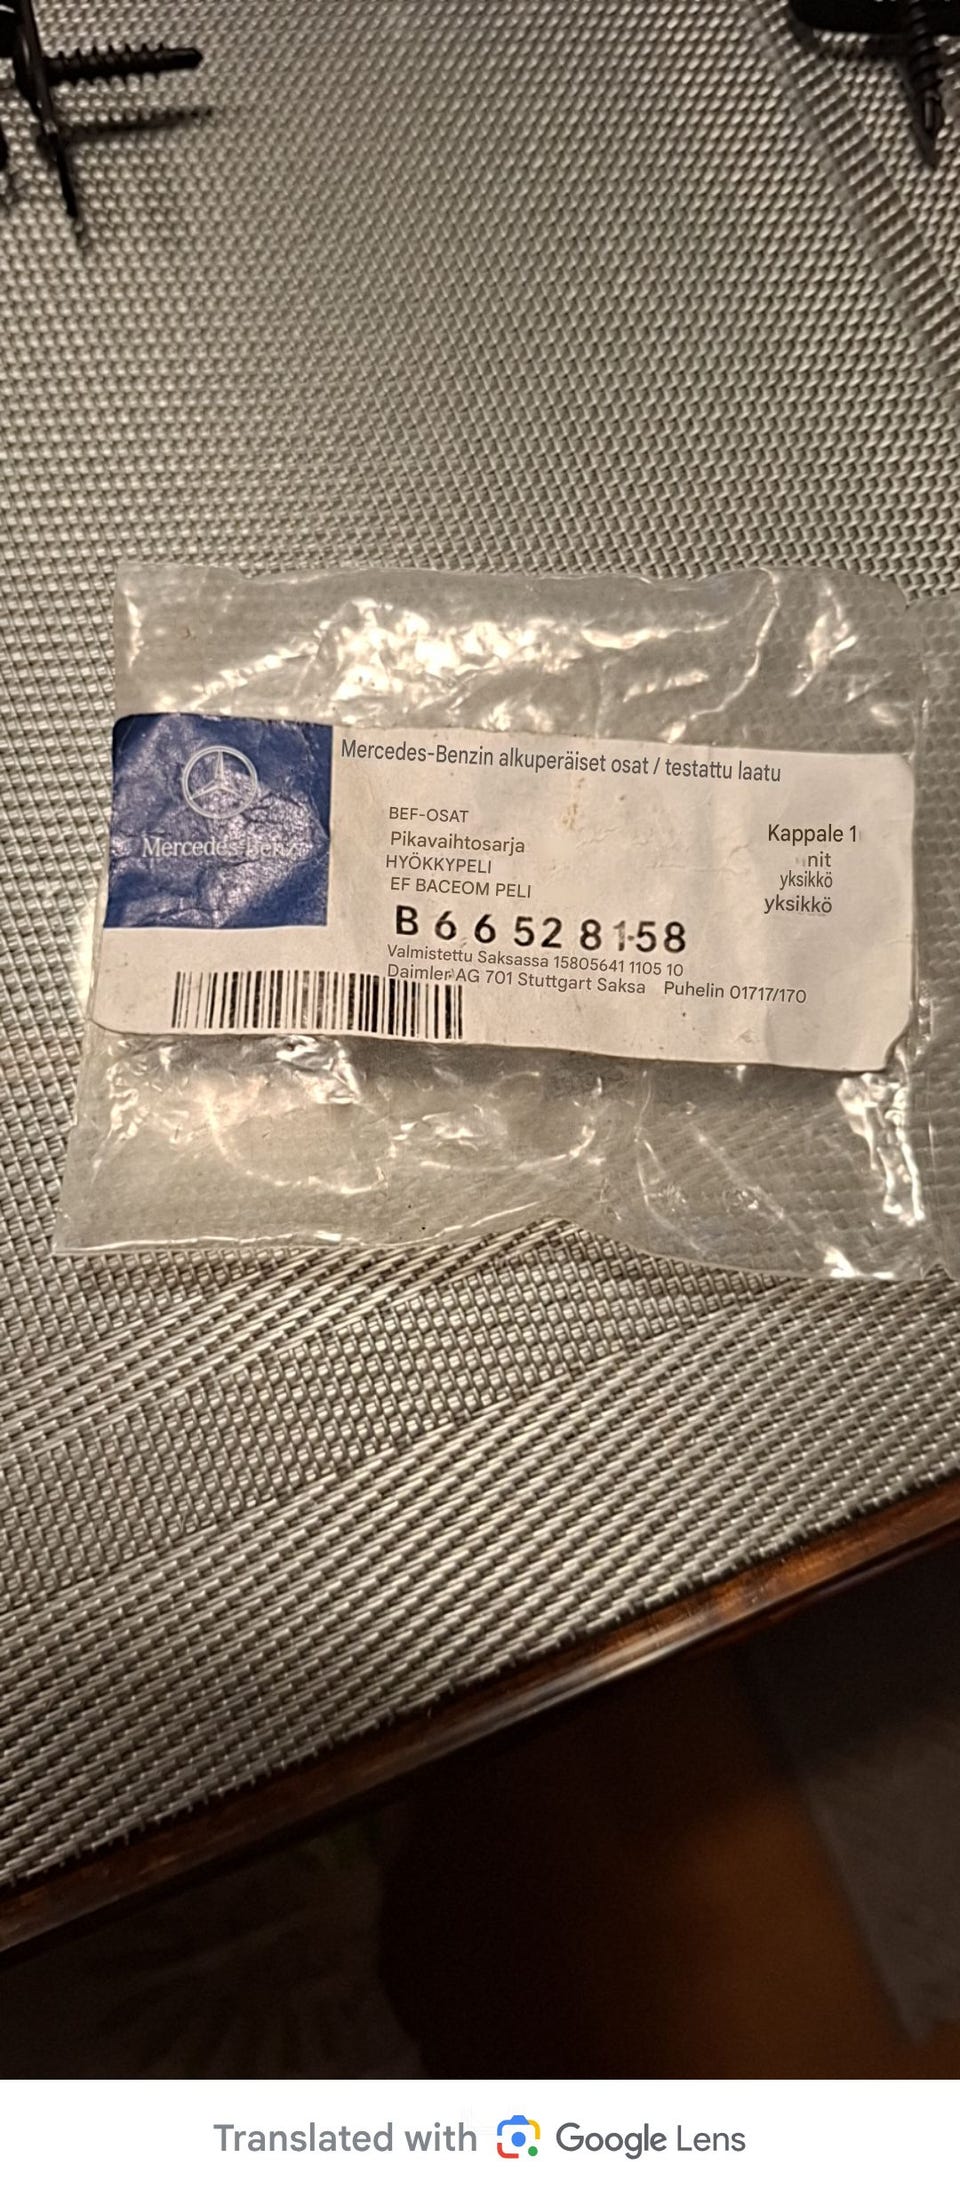 Mercedes-Benz
Mercedes-Benzin alkuperäiset osat / testattu laatu
BEF-OSAT
Pikavaihtosarja
HYÖKKYPELI
EF BACEOM PELI
Kappale 1
nit
yksikkö
yksikkö
B 6 6 52 8 1 58
Valmistettu Saksassa 15805641 1105 10
Daimler AG 701 Stuttgart Saksa Puhelin 01717/170
Translated with Google Lens